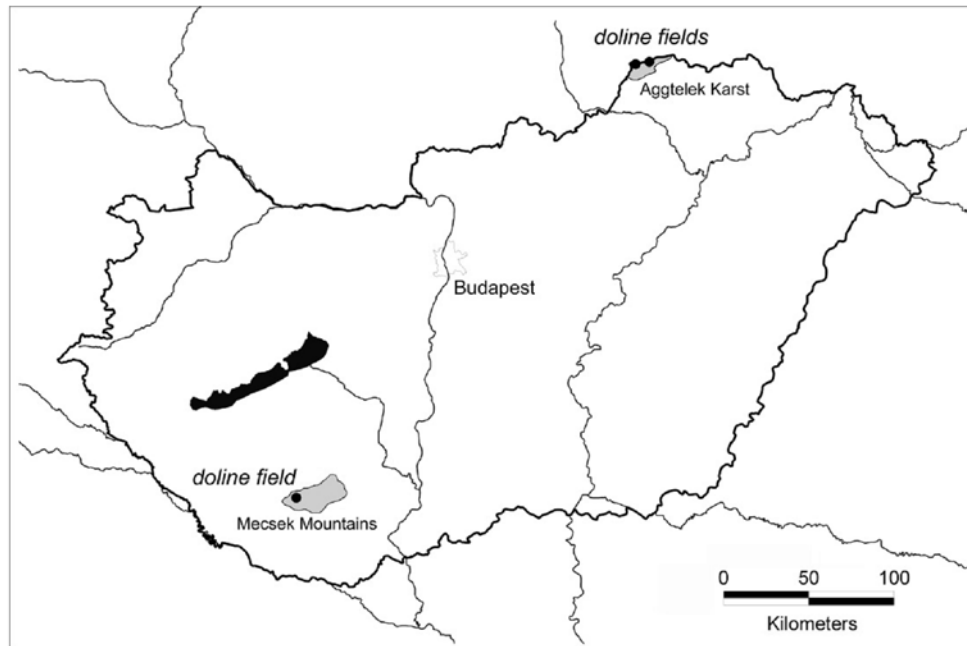 doline fields
Aggtelek Karst
Budapest
doline field
Mecsek Mountains
0 50 100
Kilometers